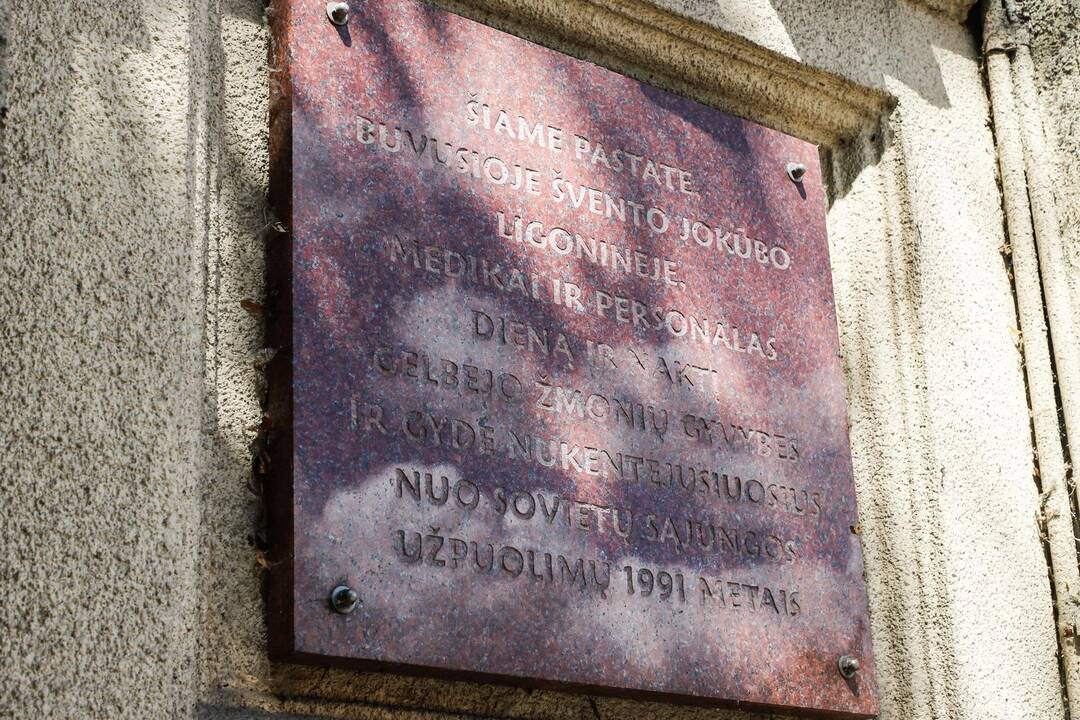 ŠIAME PASTATE,
BUVUSIOJE ŠVENTO JOKŪBO
LIGONINĖJE,
MEDIKAI IR PERSONALAS
DIENĄ IR NAKTĮ
GELBĖJO ŽMONIŲ GYVYBES
IR GYDĖ NUKENTĖJUSIUOSIUS
NUO SOVIETŲ SĄJUNGOS
UŽPUOLIMŲ 1991 METAIS